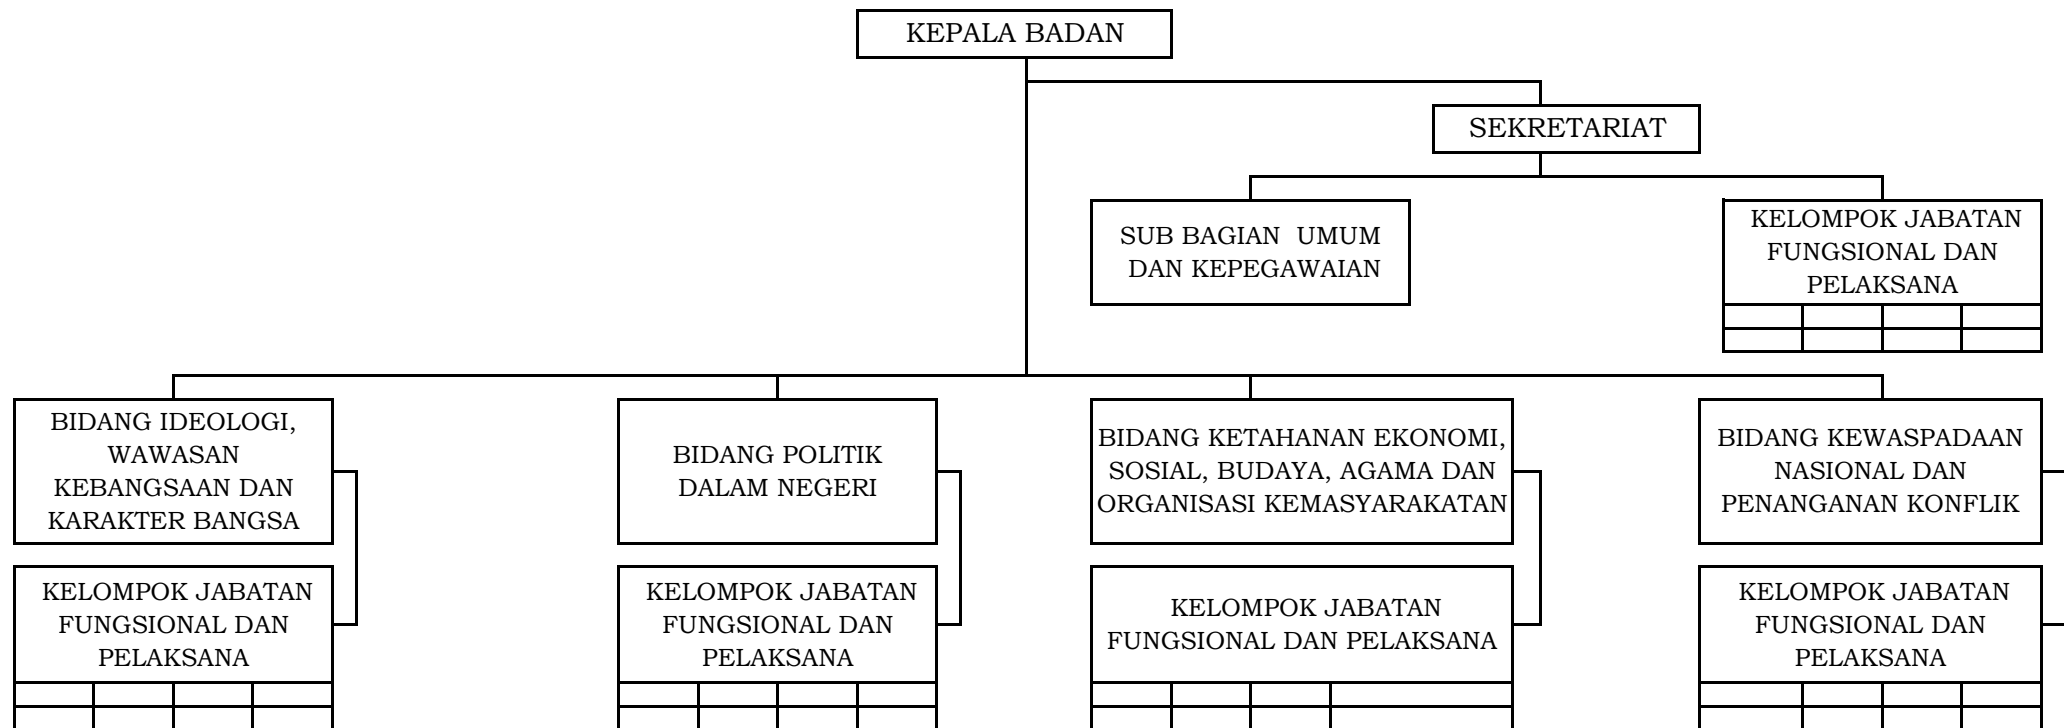 KEPALA BADAN
SEKRETARIAT
SUB BAGIAN  UMUM
DAN KEPEGAWAIAN
KELOMPOK JABATAN
FUNGSIONAL DAN
PELAKSANA
BIDANG IDEOLOGI,
WAWASAN
KEBANGSAAN DAN
KARAKTER BANGSA
BIDANG POLITIK
DALAM NEGERI
BIDANG KETAHANAN EKONOMI,
SOSIAL, BUDAYA, AGAMA DAN
ORGANISASI KEMASYARAKATAN
BIDANG KEWASPADAAN
NASIONAL DAN
PENANGANAN KONFLIK
KELOMPOK JABATAN
FUNGSIONAL DAN
PELAKSANA
KELOMPOK JABATAN
FUNGSIONAL DAN
PELAKSANA
KELOMPOK JABATAN
FUNGSIONAL DAN PELAKSANA
KELOMPOK JABATAN
FUNGSIONAL DAN
PELAKSANA